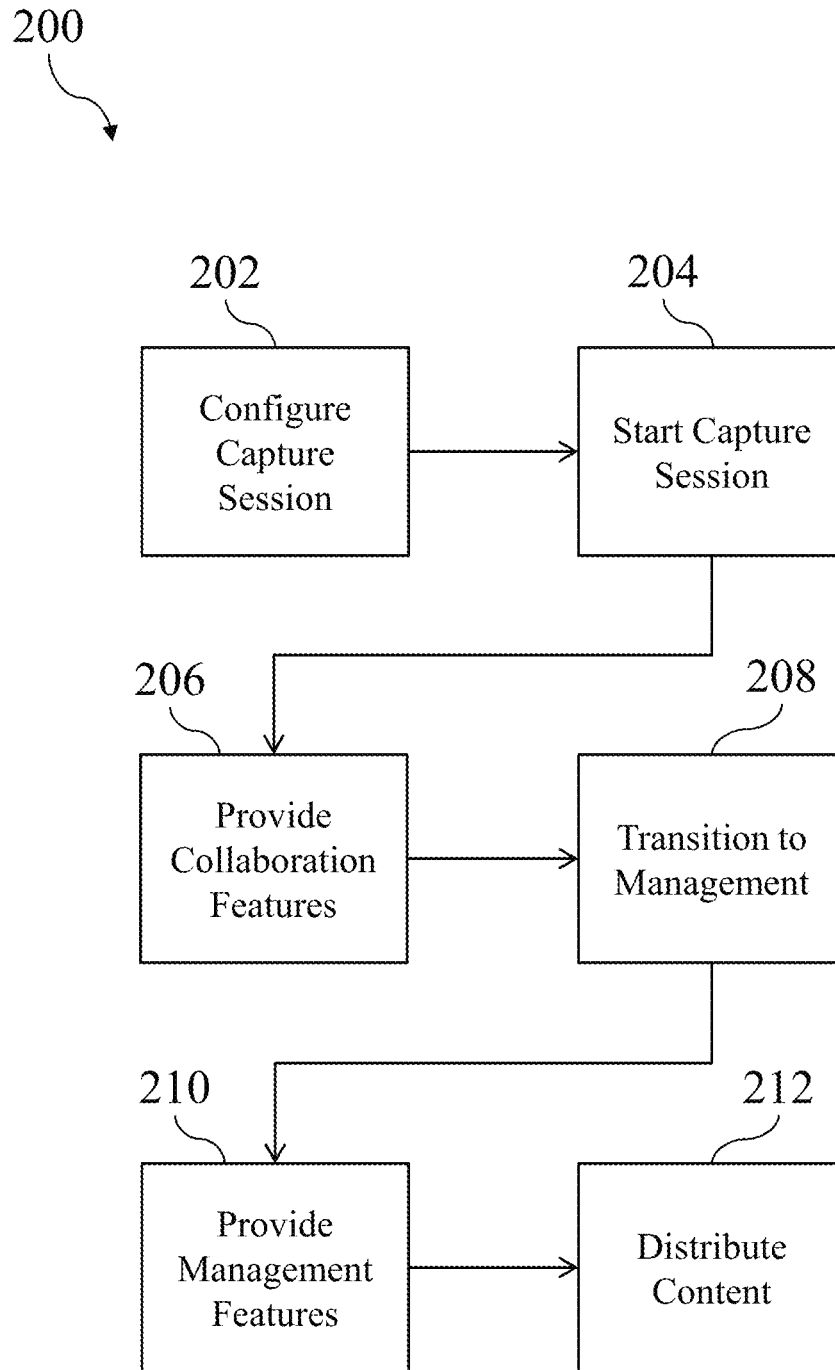 200
202
204
Configure
Capture
Session
Start Capture
Session
206
208
Provide
Collaboration
Features
Transition to
Management
210
212
Provide
Management
Features
Distribute
Content